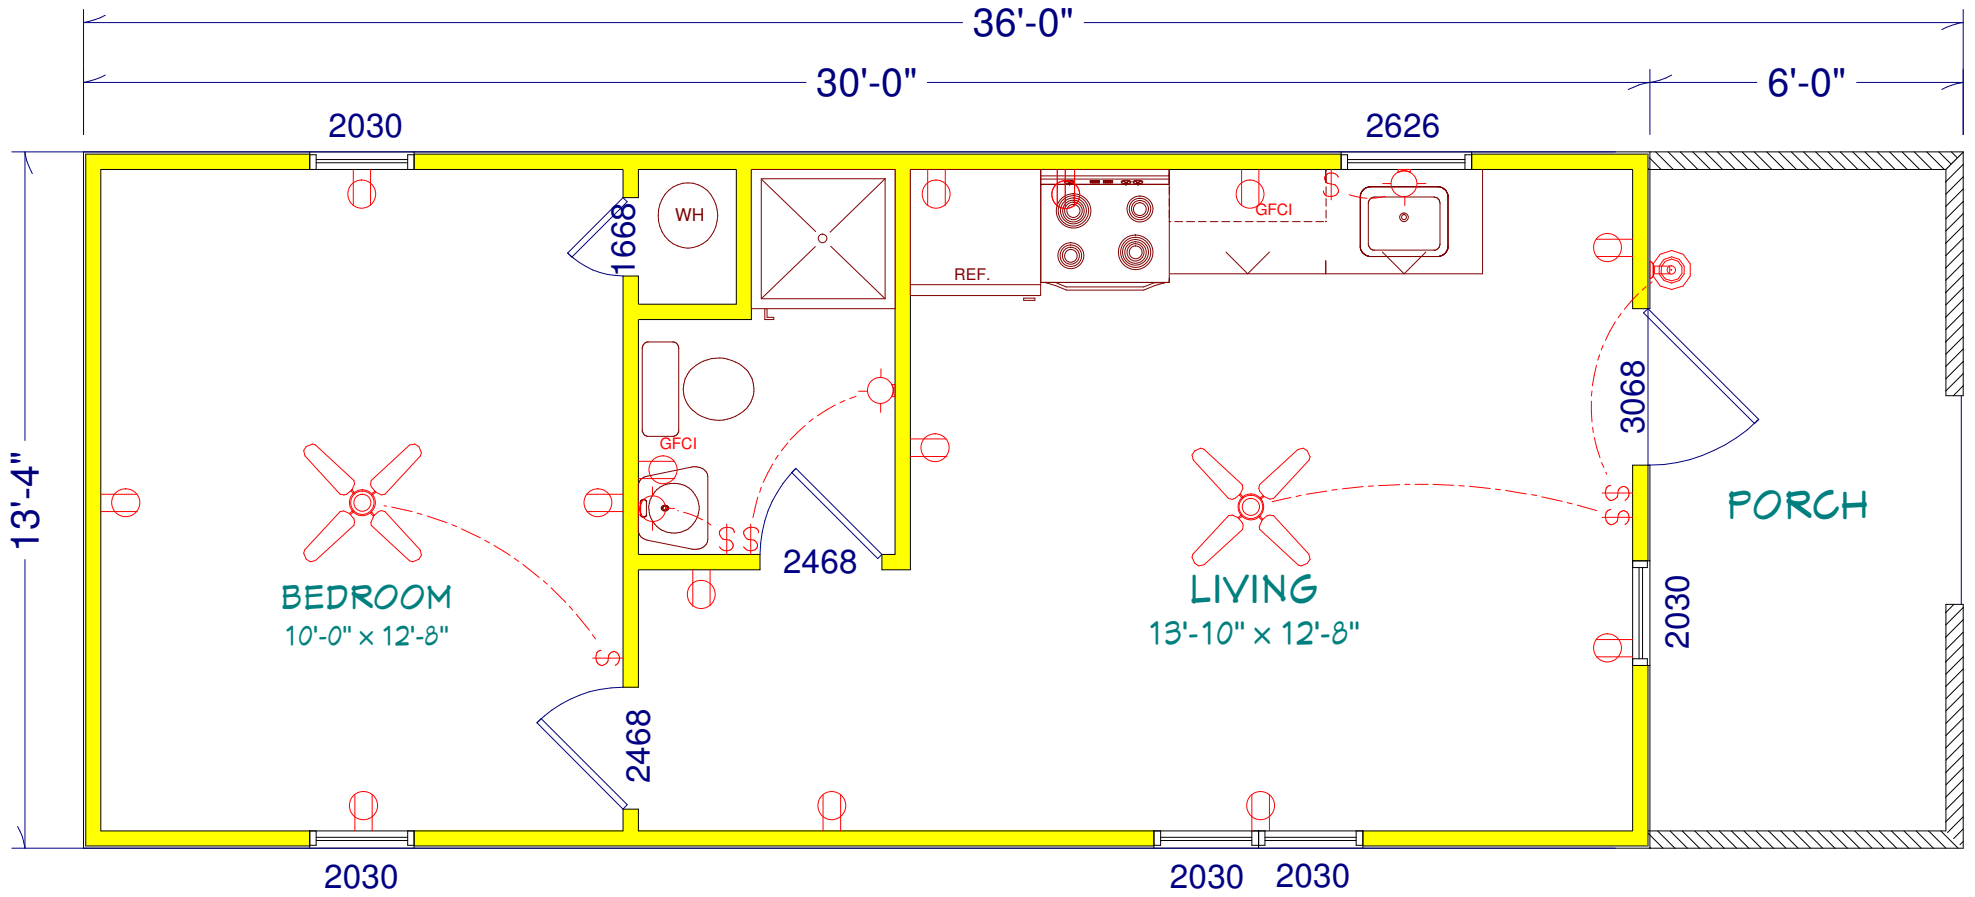 36'-0"
30'-0"
6'-0"
2030
2626
WH
1668
GFCI
REF.
3068
GFCI
13'-4"
PORCH
2468
BEDROOM
10'-0" x 12'-8"
LIVING
13'-10" x 12'-8"
2030
2468
2030
2030
2030
$
$
$
$
$
$